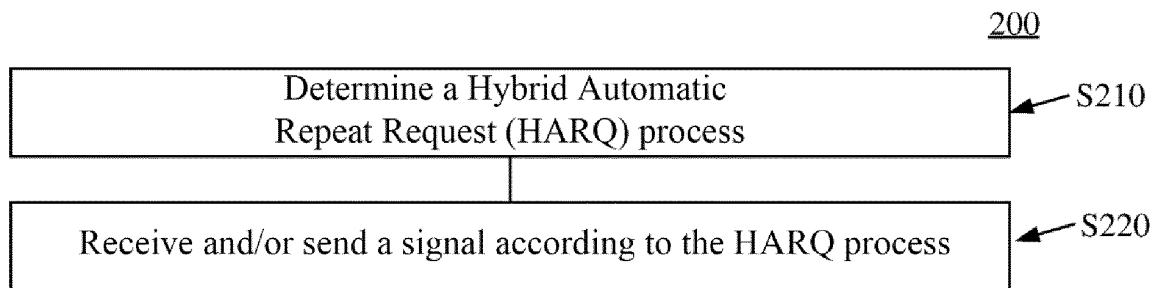 200
Determine a Hybrid Automatic
Repeat Request (HARQ) process
S210
Receive and/or send a signal according to the HARQ process
S220